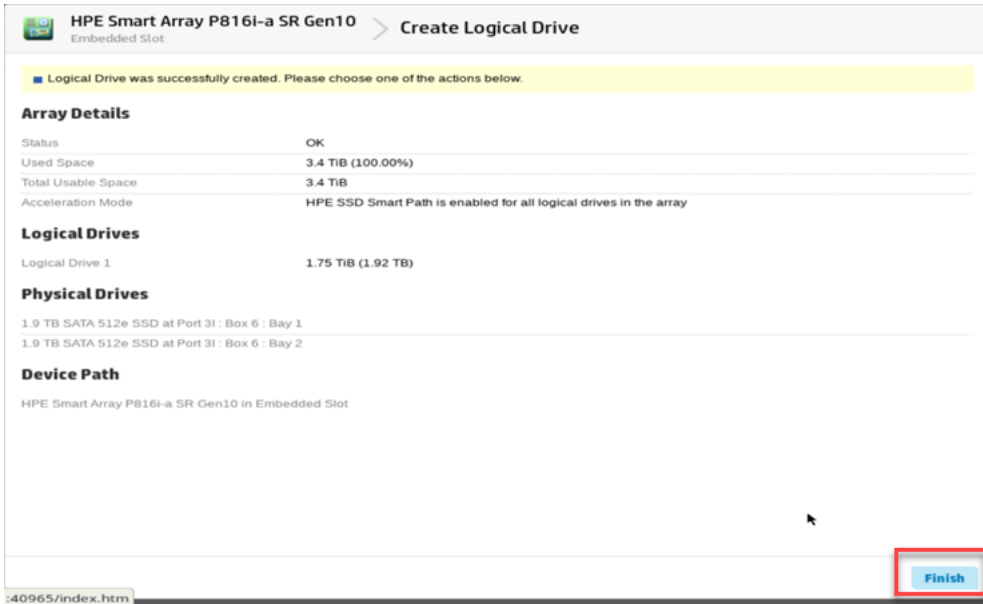 HPE Smart Array P816i-a SR Gen10
Embedded Slot
Create Logical Drive
Logical Drive was successfully created. Please choose one of the actions below.
Array Details
Status OK
Used Space 3.4 TiB (100.00%)
Total Usable Space 3.4 TiB
Acceleration Mode HPE SSD Smart Path is enabled for all logical drives in the array
Logical Drives
Logical Drive 1 1.75 TiB (1.92 TB)
Physical Drives
1.9 TB SATA 512e SSD at Port 3I : Box 6 : Bay 1
1.9 TB SATA 512e SSD at Port 3I : Box 6 : Bay 2
Device Path
HPE Smart Array P816i-a SR Gen10 in Embedded Slot
Finish
:40965/index.htm